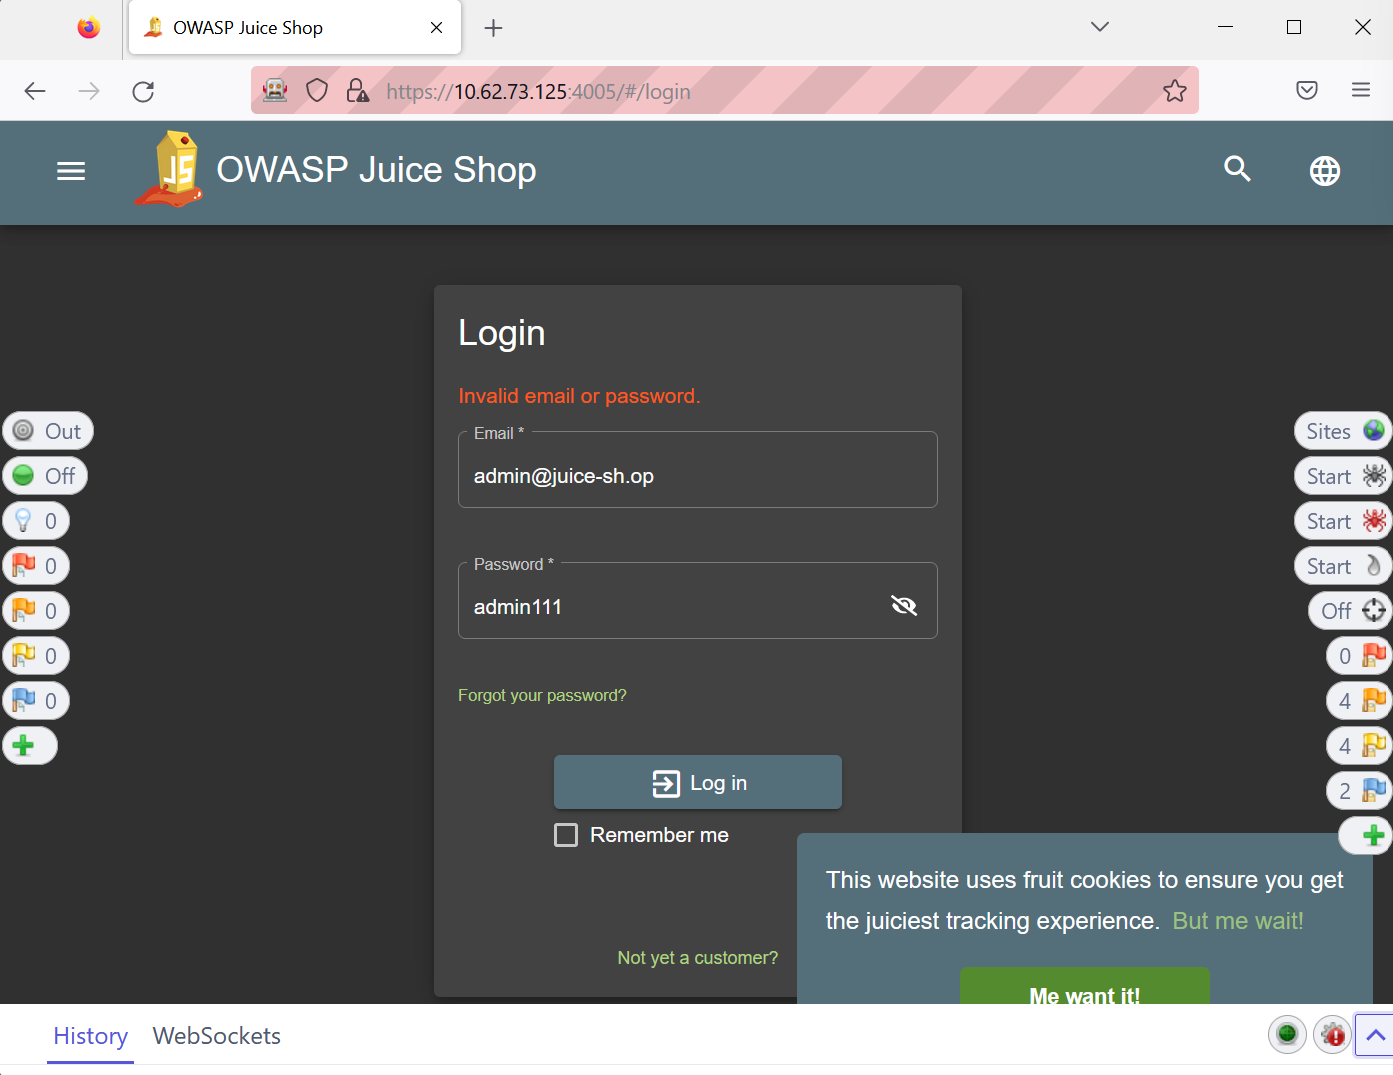 OWASP Juice Shop
https://10.62.73.125:4005/#/login
JS
OWASP Juice Shop
Login
Invalid email or password.
Email *
admin@juice-sh.op
Password *
admin111
Forgot your password?
Log in
Remember me
Not yet a customer?
Out
Off
0
0
0
0
0
Sites
Start
Start
Start
Off
0
4
4
2
This website uses fruit cookies to ensure you get
the juiciest tracking experience. But me wait!
Me want it!
History WebSockets